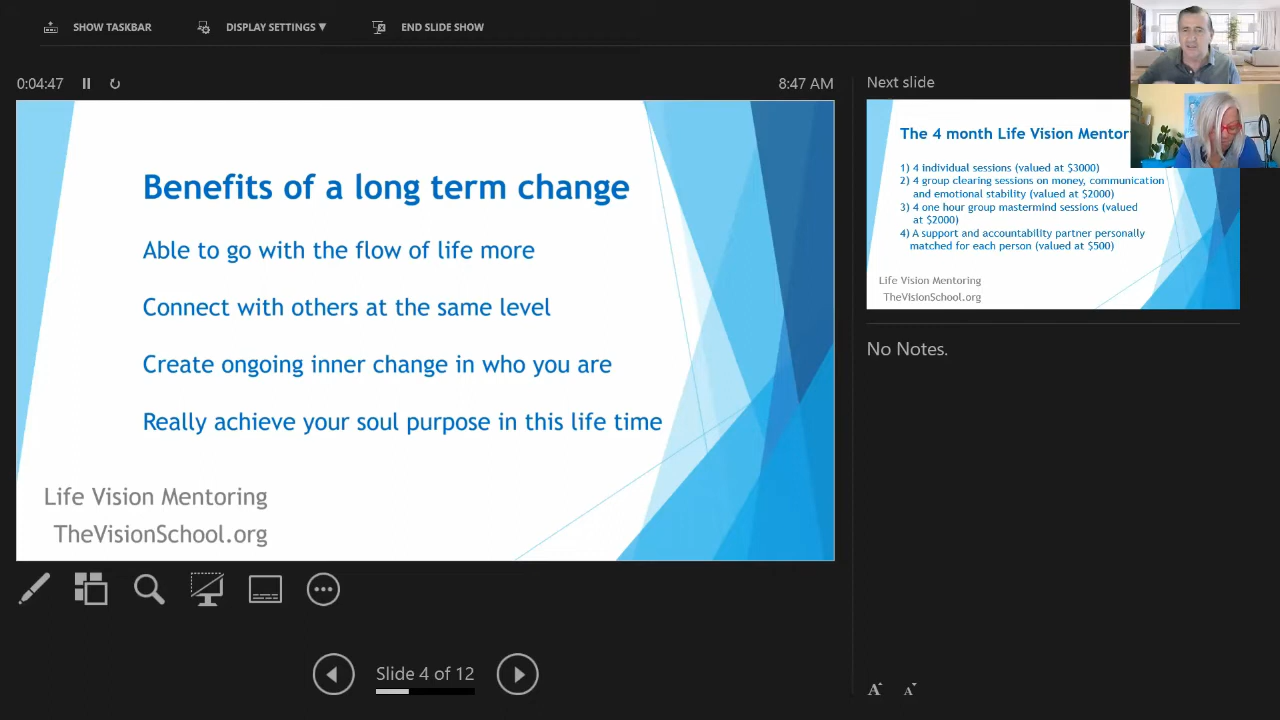 SHOW TASKBAR
DISPLAY SETTINGS ▼
END SLIDE SHOW
0:04:47
8:47 AM
Benefits of a long term change
Able to go with the flow of life more
Connect with others at the same level
Create ongoing inner change in who you are
Really achieve your soul purpose in this life time
Life Vision Mentoring
TheVisionSchool.org
Slide 4 of 12
Next slide
The 4 month Life Vision
1) 4 individual sessions (valued at $3000)
2) 4 group clearing sessions on money, communication
and emotional stability (valued at $2000)
3) 4 one hour group mastermind sessions (valued
at $2000)
4) A support and accountability partner personally
matched for each person (valued at $500)
Life Vision Mentoring
TheVisionSchool.org
No Notes.
A A